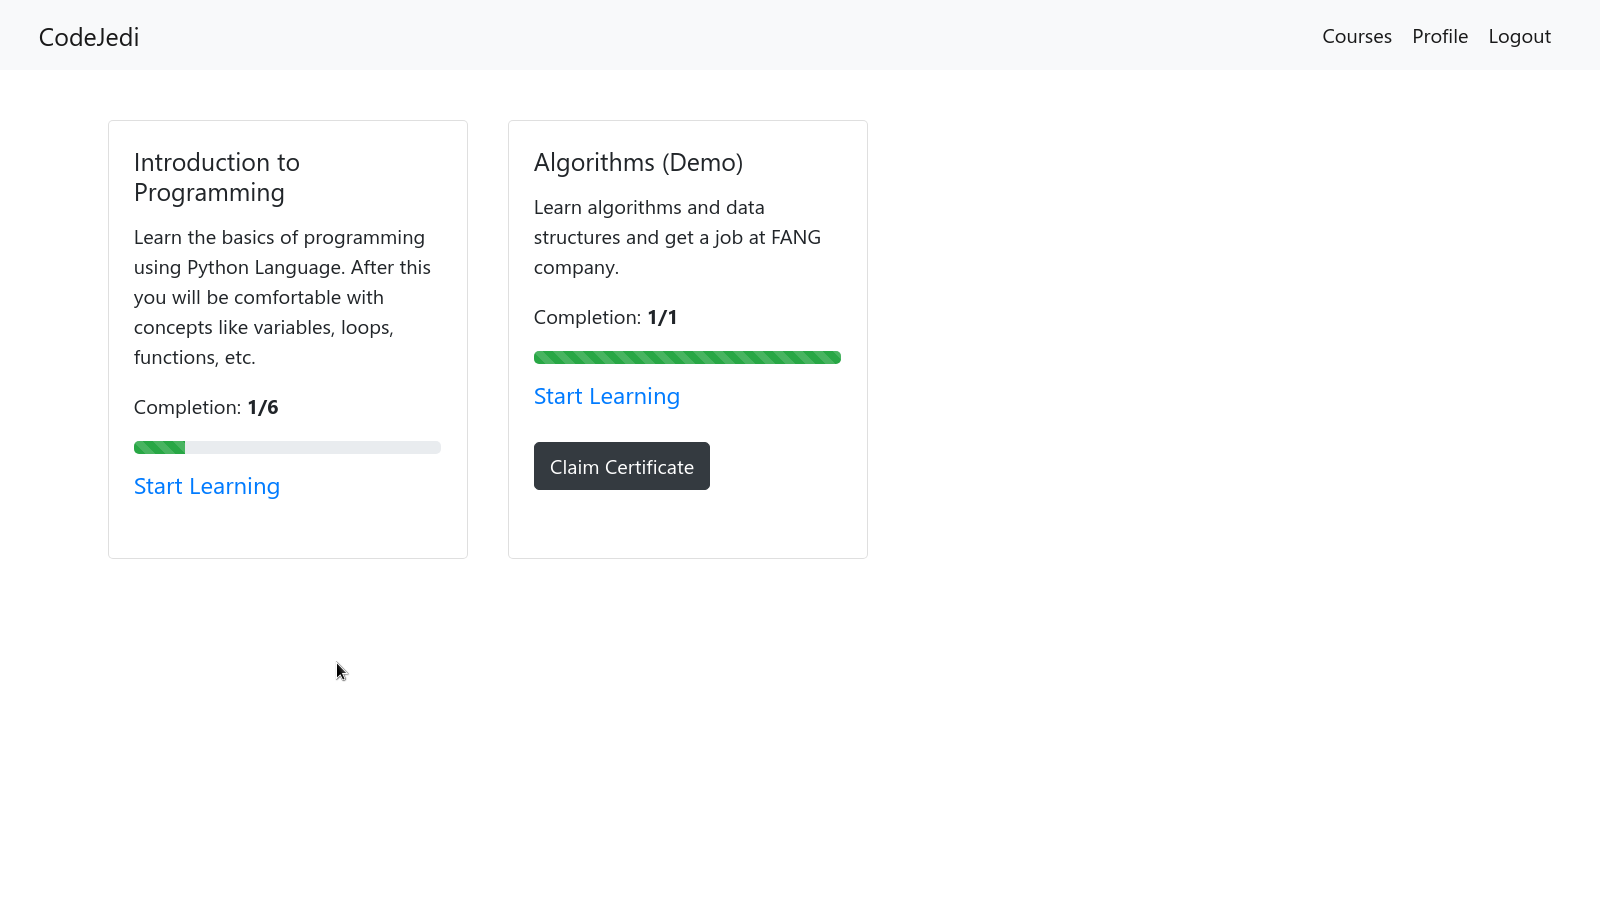 CodeJedi
Courses Profile Logout
Introduction to
Programming
Learn the basics of programming
using Python Language. After this
you will be comfortable with
concepts like variables, loops,
functions, etc.
Completion: 1/6
Start Learning
Algorithms (Demo)
Learn algorithms and data
structures and get a job at FANG
company.
Completion: 1/1
Start Learning
Claim Certificate